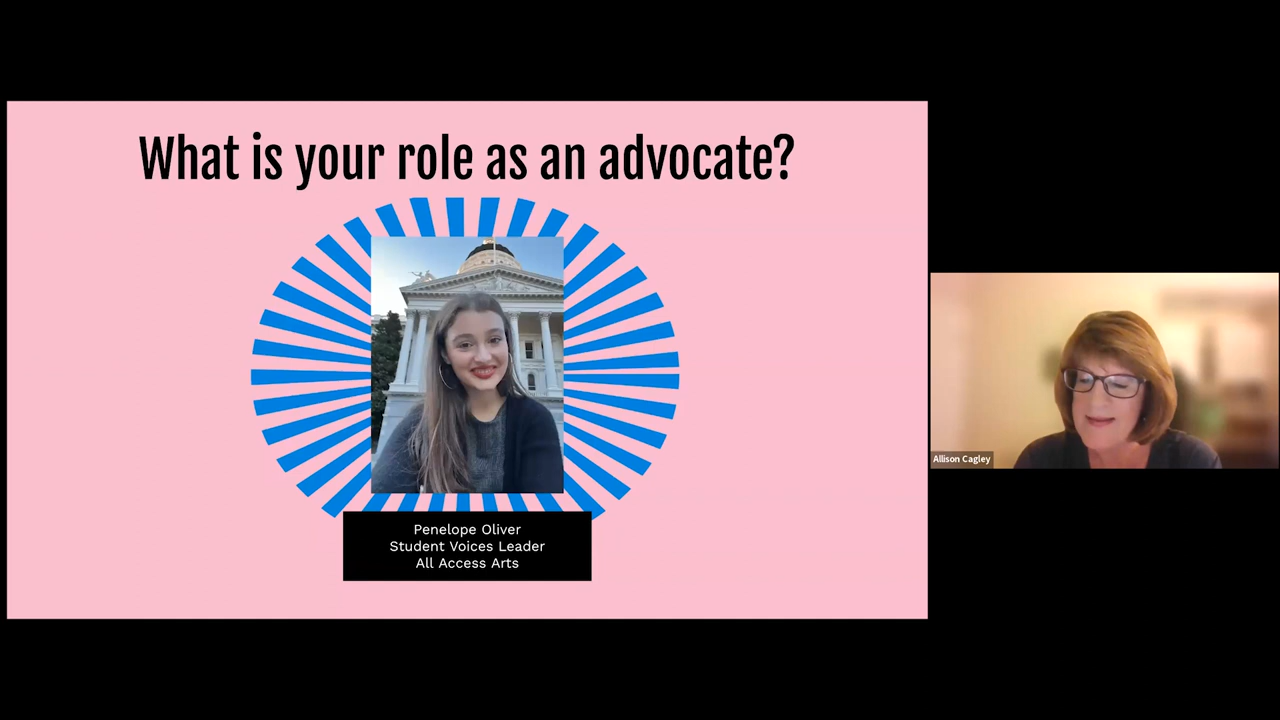 What is your role as an advocate?
Penelope Oliver
Student Voices Leader
All Access Arts
Allison Cagley